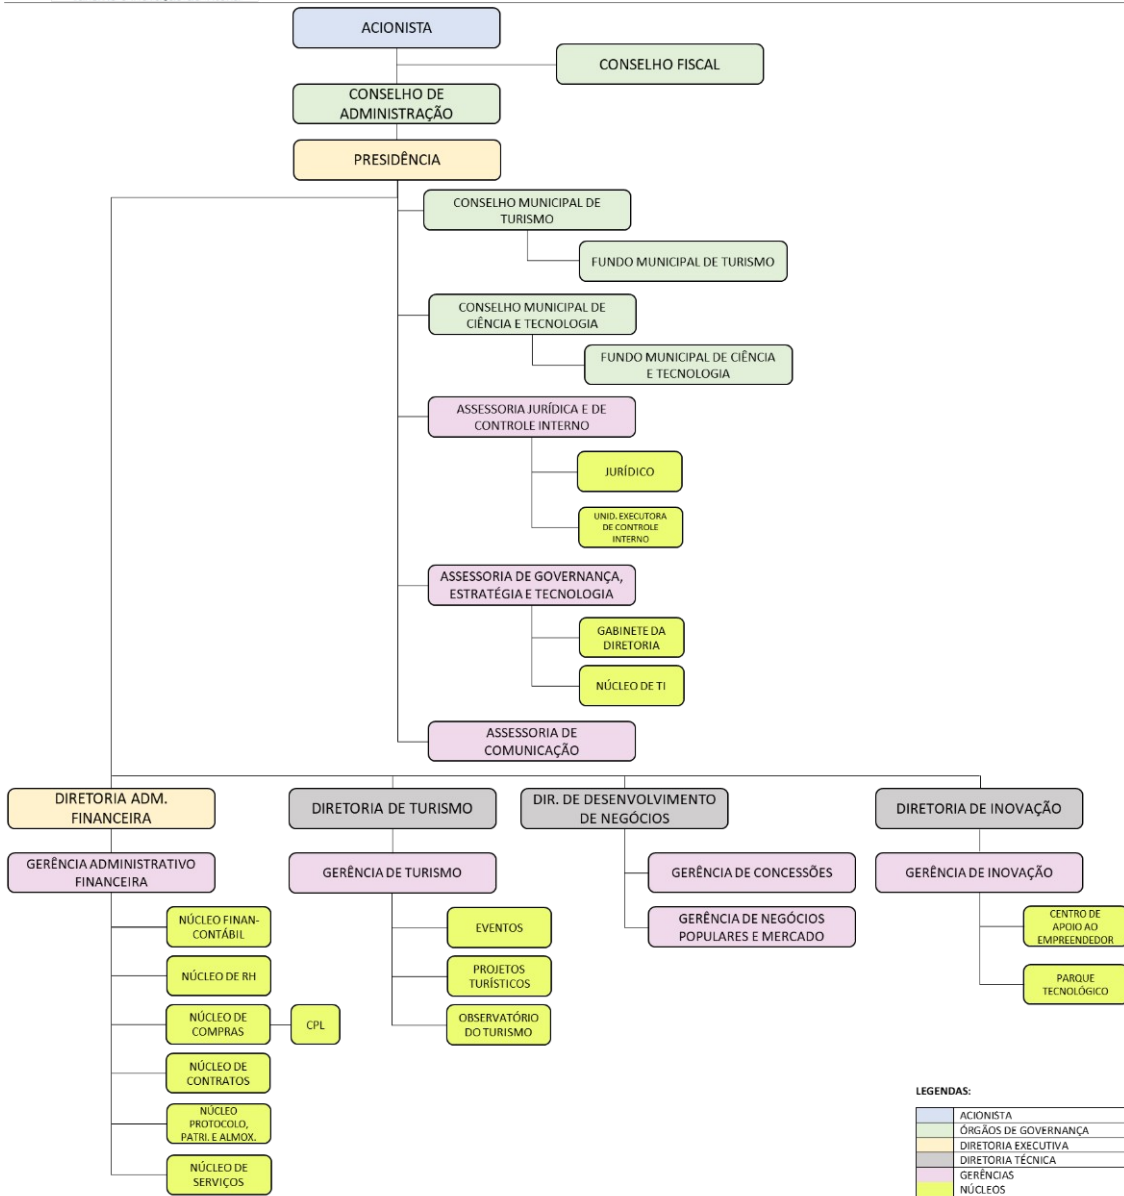 ACIONISTA
CONSELHO FISCAL
CONSELHO DE
ADMINISTRAÇÃO
PRESIDÊNCIA
CONSELHO MUNICIPAL DE
TURISMO
FUNDO MUNICIPAL DE TURISMO
CONSELHO MUNICIPAL DE
CIÊNCIA E TECNOLOGIA
FUNDO MUNICIPAL DE CIÊNCIA
E TECNOLOGIA
ASSESSORIA JURÍDICA E DE
CONTROLE INTERNO
JURÍDICO
UNID. EXECUTORA
DE CONTROLE
INTERNO
ASSESSORIA DE GOVERNANÇA,
ESTRATÉGIA E TECNOLOGIA
GABINETE DA
DIRETORIA
NÚCLEO DE TI
ASSESSORIA DE
COMUNICAÇÃO
DIRETORIA ADM.
FINANCEIRA
DIRETORIA DE TURISMO
DIR. DE DESENVOLVIMENTO
DE NEGÓCIOS
DIRETORIA DE INOVAÇÃO
GERÊNCIA ADMINISTRATIVO
FINANCEIRA
GERÊNCIA DE TURISMO
GERÊNCIA DE CONCESSÕES
GERÊNCIA DE INOVAÇÃO
GERÊNCIA DE NEGÓCIOS
POPULARES E MERCADO
NÚCLEO FINAN-
CONTÁBIL
NÚCLEO DE RH
NÚCLEO DE
COMPRAS
CPL
NÚCLEO DE
CONTRATOS
NÚCLEO
PROTOCOLO,
PATRI. E ALMOX.
NÚCLEO DE
SERVIÇOS
EVENTOS
PROJETOS
TURÍSTICOS
OBSERVATÓRIO
DO TURISMO
CENTRO DE
APOIO AO
EMPREENDEDOR
PARQUE
TECNOLÓGICO
LEGENDAS:
ACIONISTA
ÓRGÃOS DE GOVERNANÇA
DIRETORIA EXECUTIVA
DIRETORIA TÉCNICA
GERÊNCIAS
NÚCLEOS